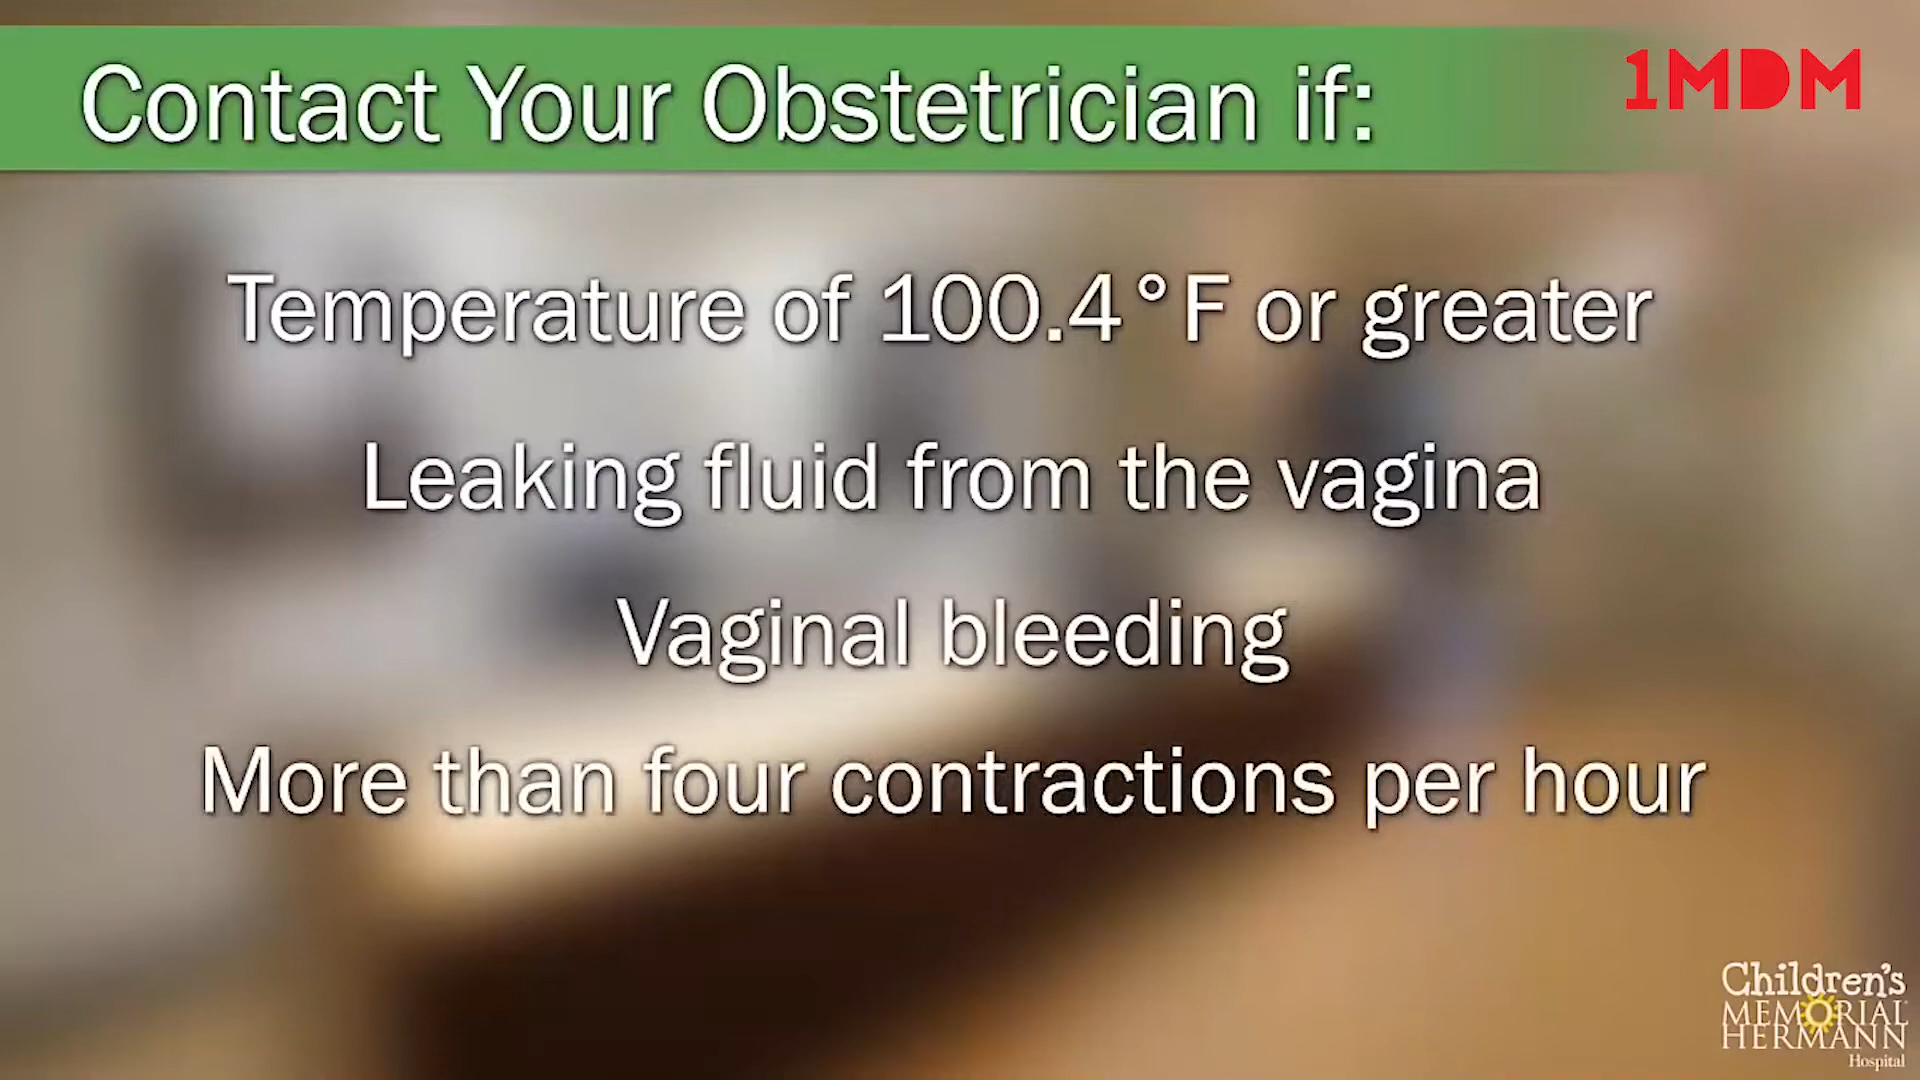 Contact Your Obstetrician if:
1MDM
Temperature of 100.4°F or greater
Leaking fluid from the vagina
Vaginal bleeding
More than four contractions per hour
Children's
MEMORIAL
HERMANN
Hospital